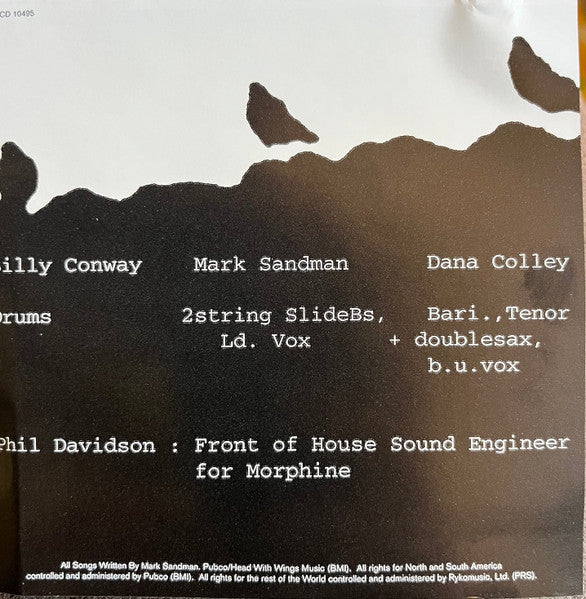 CD 10495
illy Conway Mark Sandman Dana Colley
Drums 2string SlideBs, Bari.,Tenor
Ld. Vox + doublesax,
b.u.vox
Phil Davidson : Front of House Sound Engineer
for Morphine
All Songs Written By Mark Sandman. Pubco/Head With Wings Music (BMI). All rights for North and South America
controlled and administered by Pubco (BMI). All rights for the rest of the World controlled and administered by Rykomusic, Ltd. (PRS).